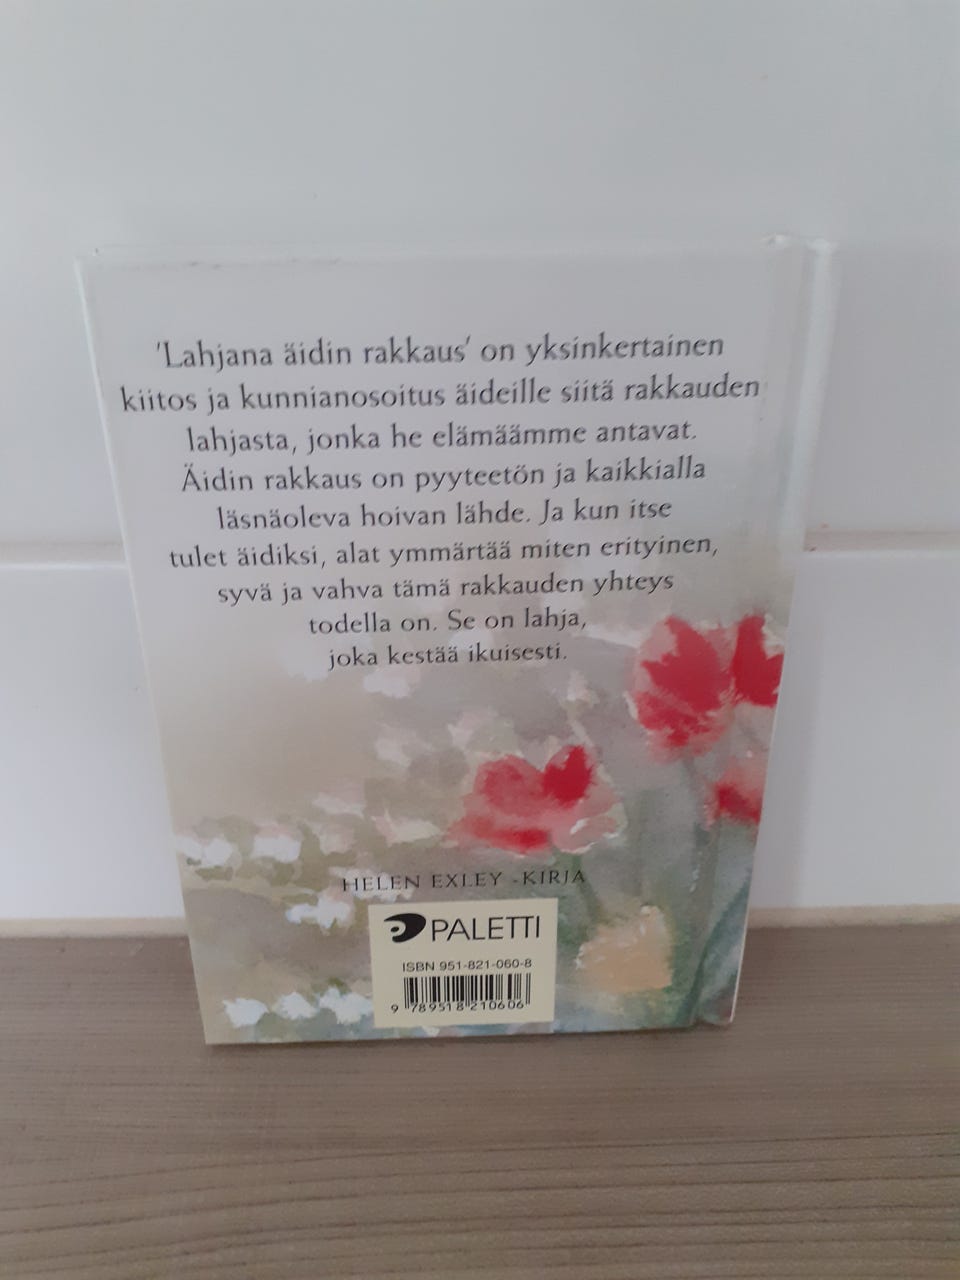 'Lahjana äidin rakkaus' on yksinkertainen
kiitos ja kunnianosoitus äideille siitä rakkauden
lahjasta, jonka he elämäämme antavat.
Äidin rakkaus on pyyteetön ja kaikkialla
läsnäoleva hoivan lähde. Ja kun itse
tulet äidiksi, alat ymmärtää miten erityinen,
syvä ja vahva tämä rakkauden yhteys
todella on. Se on lahja,
joka kestää ikuisesti.
HELEN EXLEY -KIRJA
PALETTI
ISBN 951-821-060-8
9 789518 210606